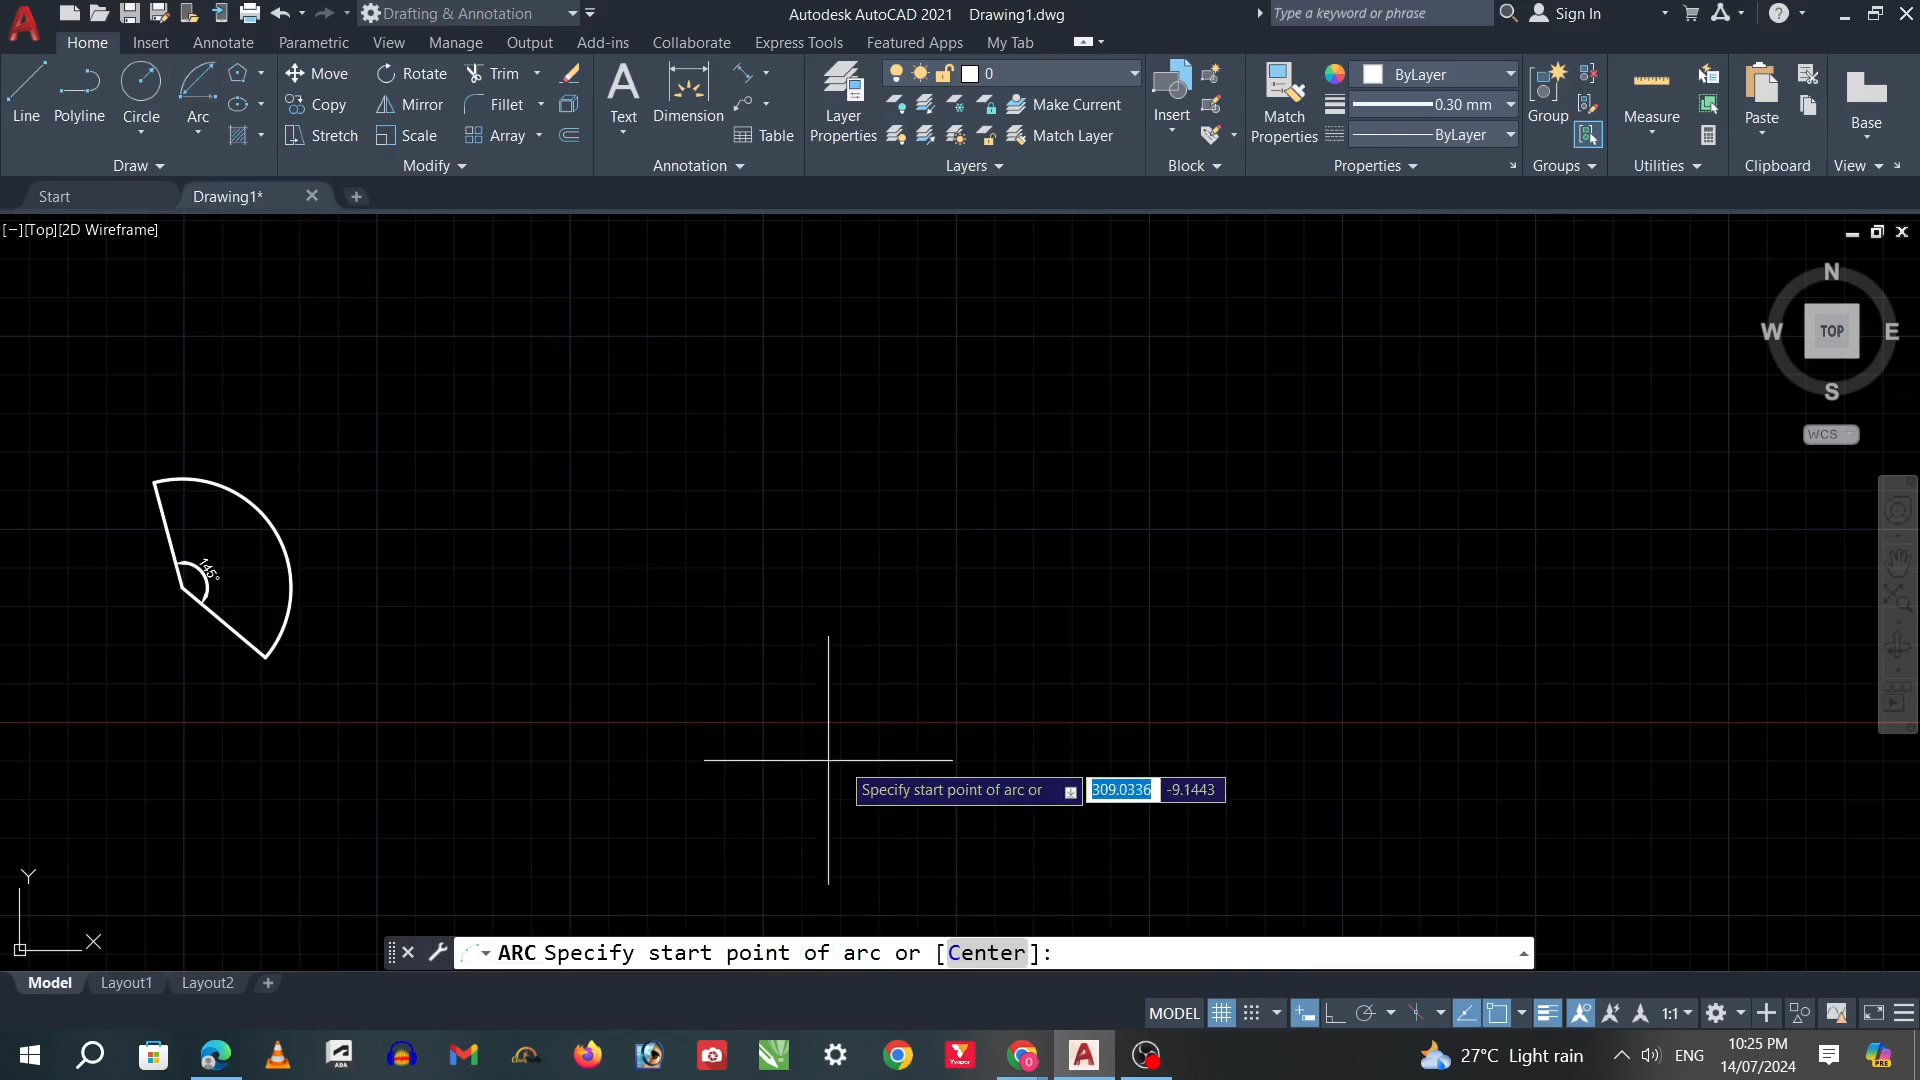 Drafting & Annotation
Autodesk AutoCAD 2021 Drawing1.dwg
Type a keyword or phrase
Sign In
Home Insert Annotate Parametric View Manage Output Add-ins Collaborate Express Tools Featured Apps My Tab
Line Polyline Circle Arc
Move Rotate Trim
Copy Mirror Fillet
Stretch Scale Array
Text Dimension Table
Layer Properties
0
Make Current
Match Layer
Insert
Match Properties
ByLayer
0.30 mm
ByLayer
Group
Measure
Paste
Base
Draw Modify Annotation Layers Block Properties Groups Utilities Clipboard View
Start Drawing1*
[−][Top][2D Wireframe]
N
W TOP E
S
WCS
145°
Specify start point of arc or 309.0336 -9.1443
Y
X
ARC Specify start point of arc or [Center]:
Model Layout1 Layout2
MODEL 1:1
27°C Light rain ENG 10:25 PM
14/07/2024